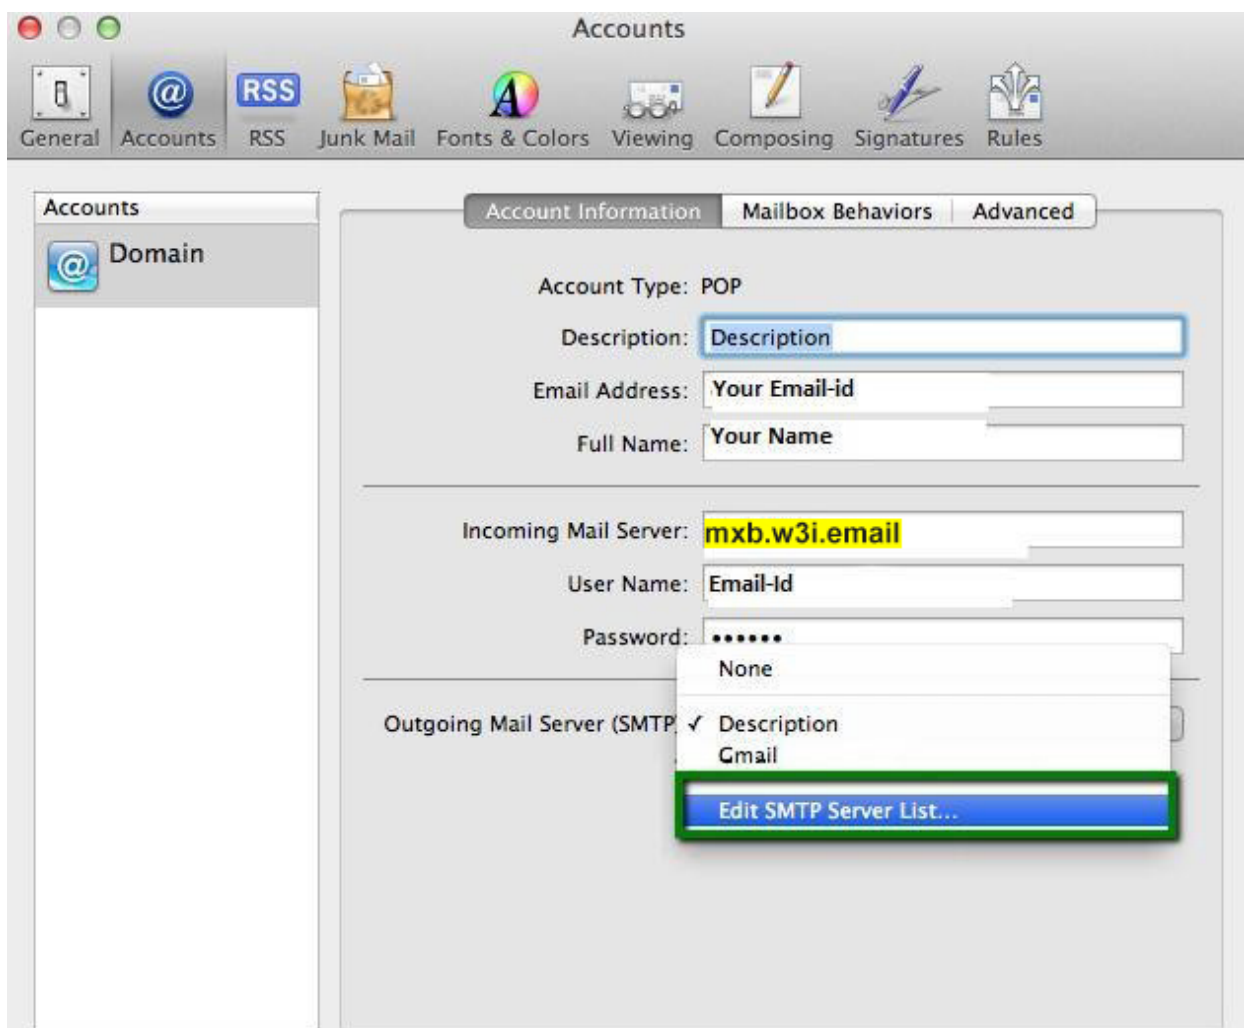 Accounts
RSS
General Accounts RSS Junk Mail Fonts & Colors Viewing Composing Signatures Rules
Accounts
Domain
Account Information Mailbox Behaviors Advanced
Account Type: POP
Description: Description
Email Address: Your Email-id
Full Name: Your Name
Incoming Mail Server: mxb.w3i.email
User Name: Email-Id
Password: ••••••
None
Outgoing Mail Server (SMTP) ✓ Description
Gmail
Edit SMTP Server List...